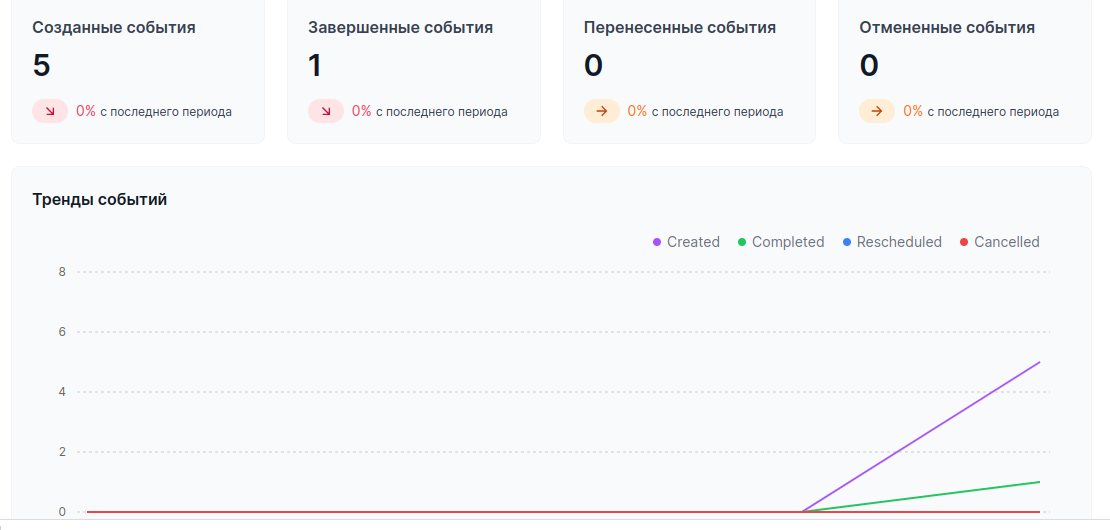 Созданные события
Завершенные события
Перенесенные события
Отмененные события
5
1
0
0
0% с последнего периода
0% с последнего периода
0% с последнего периода
0% с последнего периода
Тренды событий
Created Completed Rescheduled Cancelled
8
6
4
2
0